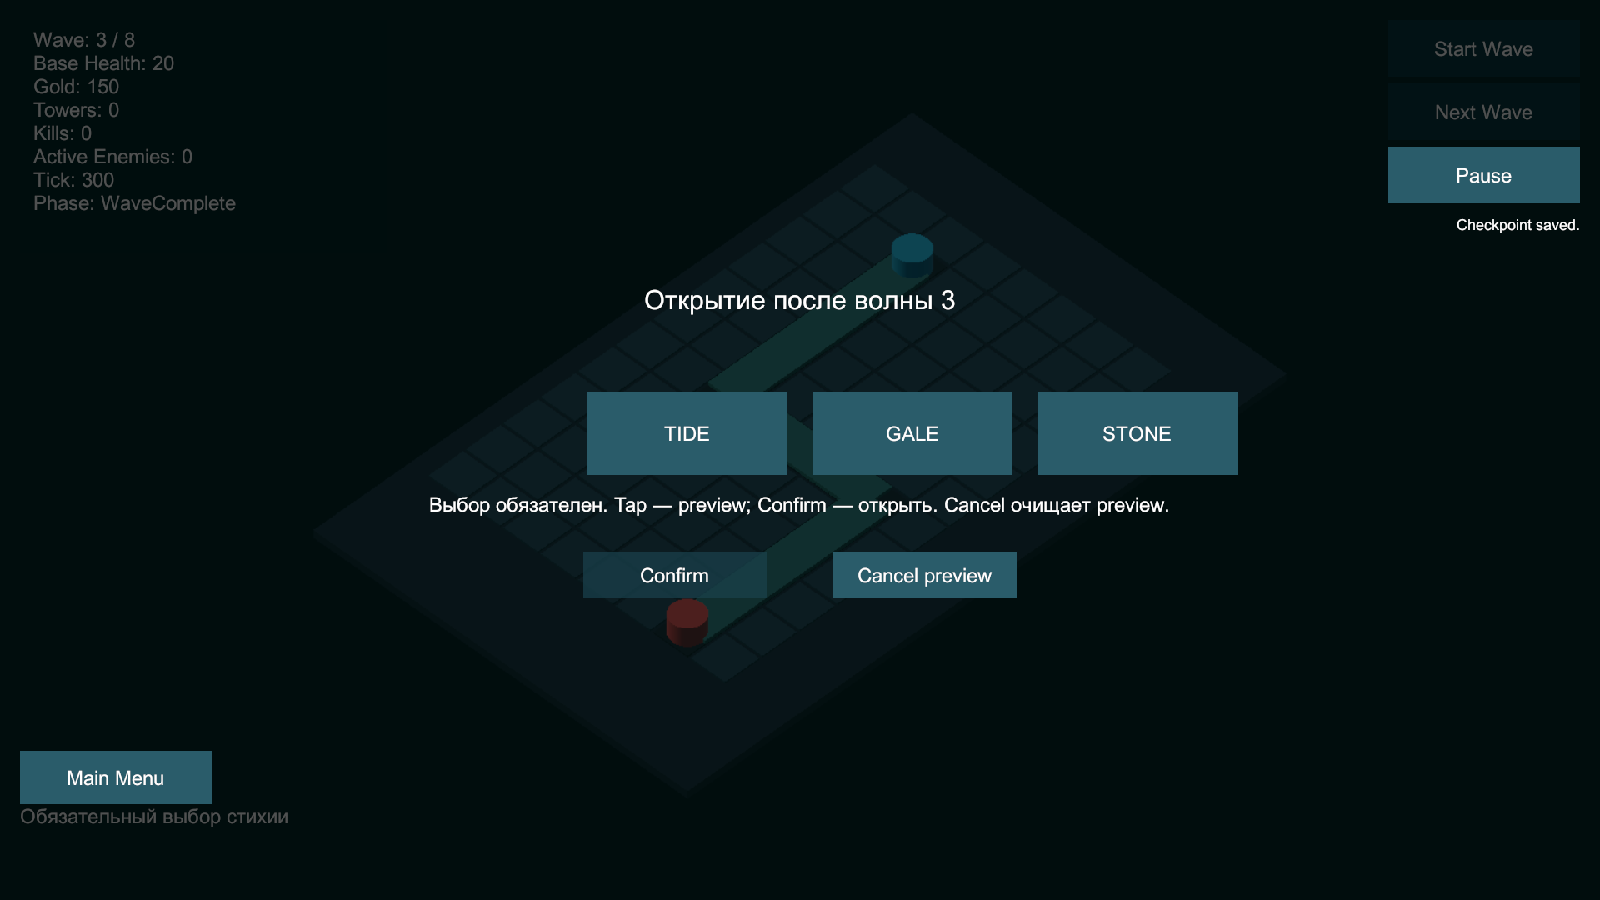 Wave: 3 / 8
Base Health: 20
Gold: 150
Towers: 0
Kills: 0
Active Enemies: 0
Tick: 300
Phase: WaveComplete
Start Wave
Next Wave
Pause
Checkpoint saved.
Открытие после волны 3
TIDE
GALE
STONE
Выбор обязателен. Tap — preview; Confirm — открыть. Cancel очищает preview.
Confirm
Cancel preview
Main Menu
Обязательный выбор стихии